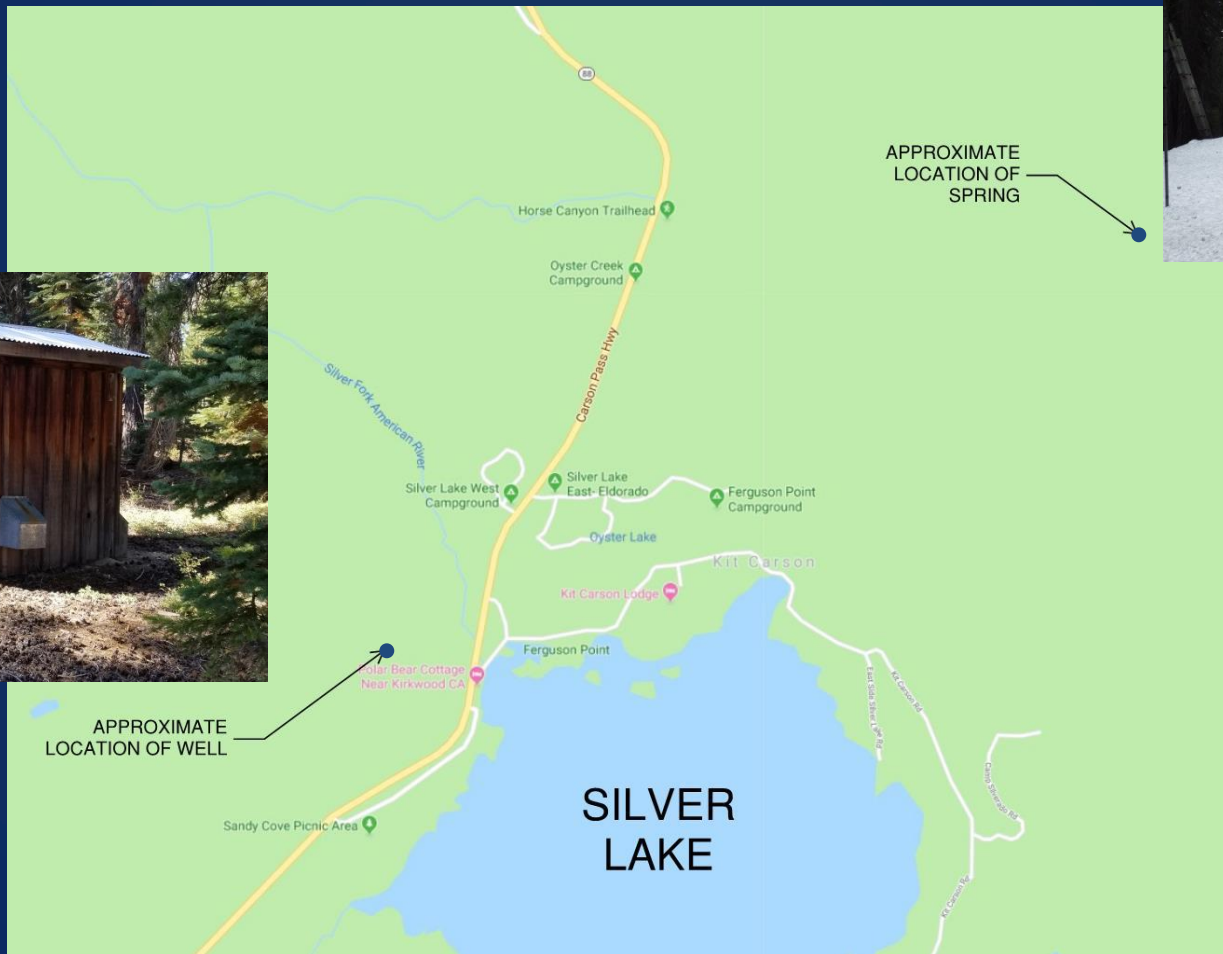 88
APPROXIMATE
LOCATION OF
SPRING
Horse Canyon Trailhead
Oyster Creek
Campground
Carson Pass Hwy
Silver Fork American River
Silver Lake West
Campground
Silver Lake
East- Eldorado
Ferguson Point
Campground
Oyster Lake
Kit Carson
Kit Carson Lodge
Ferguson Point
Polar Bear Cottage
Near Kirkwood CA
East Side Silver Lake Rd
Kit Carson Rd
APPROXIMATE
LOCATION OF WELL
Camp Silverado Rd
SILVER
LAKE
Sandy Cove Picnic Area
Kit Carson Rd